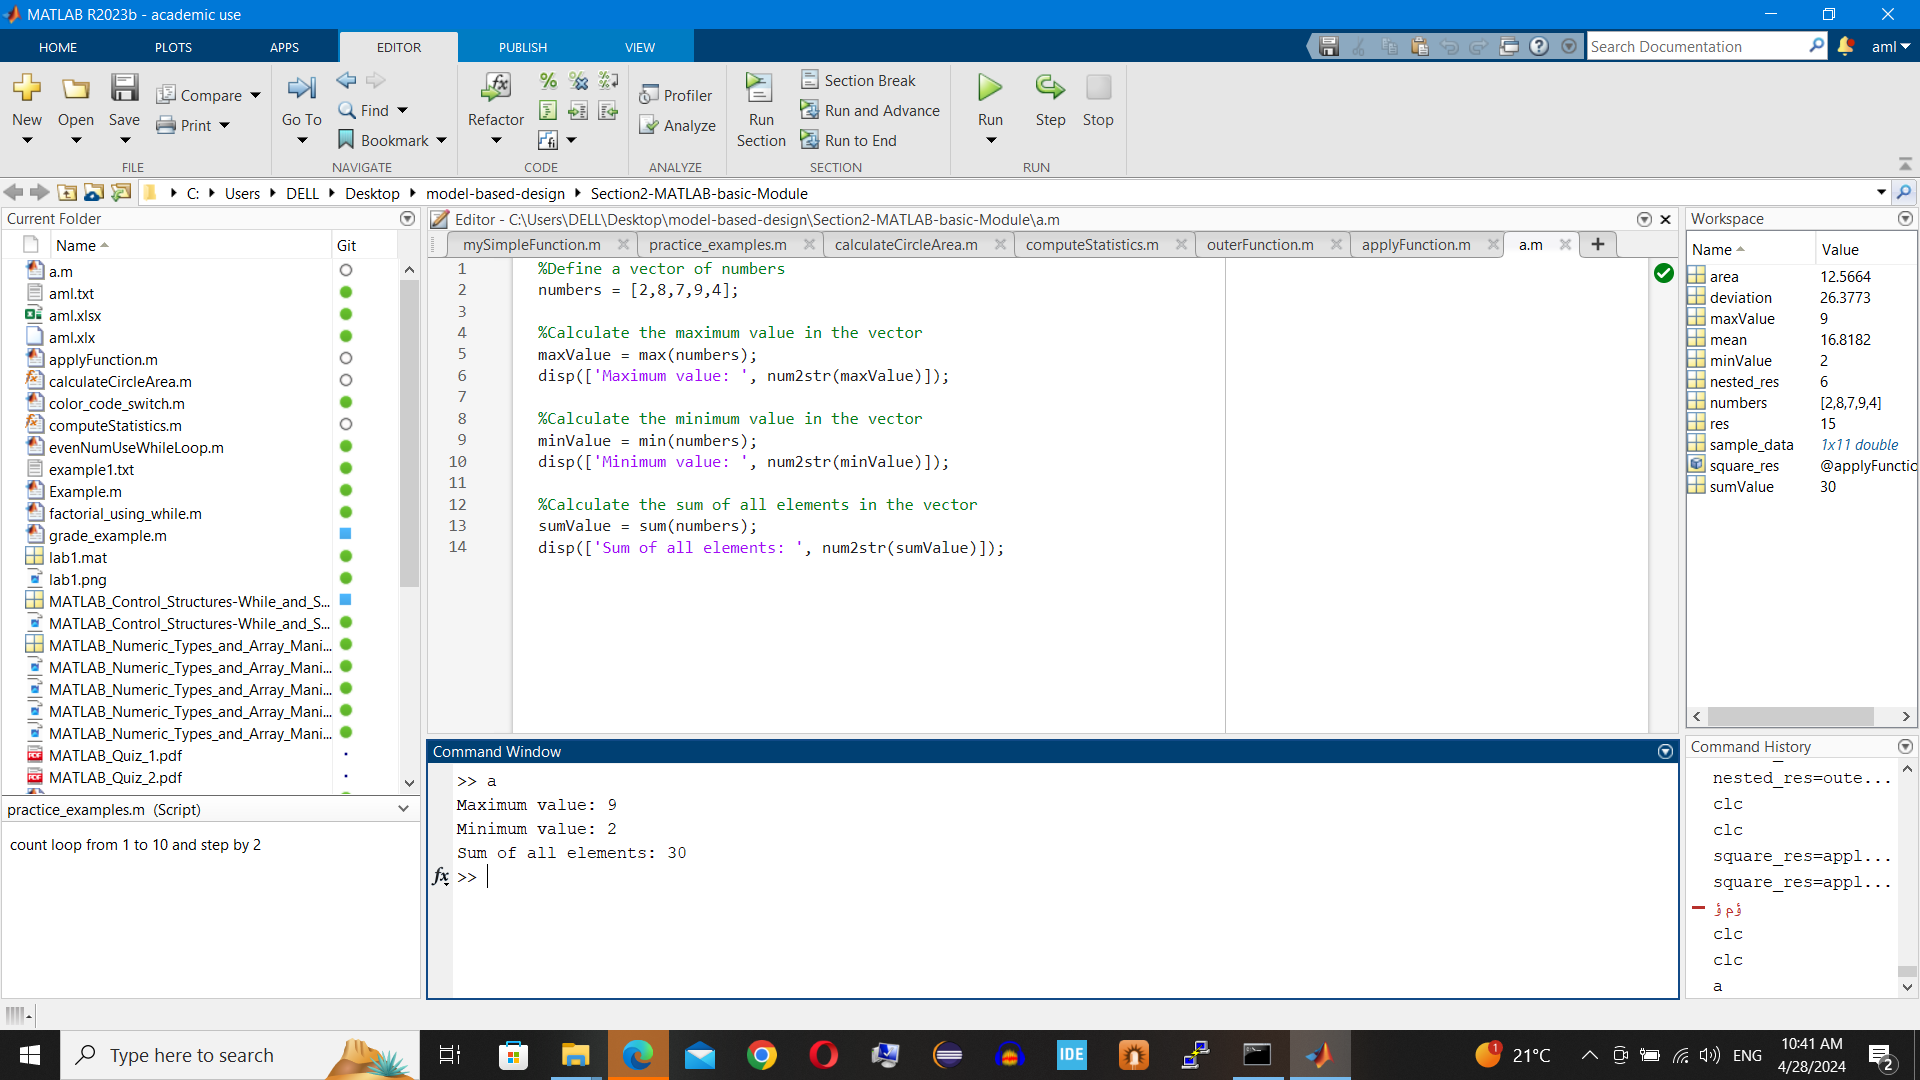 MATLAB R2023b - academic use
HOME PLOTS APPS EDITOR PUBLISH VIEW
Search Documentation
aml
New Open Save Compare Print
FILE
Go To Find Bookmark
NAVIGATE
Refactor
CODE
Profiler
Analyze
ANALYZE
Run Section
Section Break
Run and Advance
Run to End
SECTION
Run Step Stop
RUN
C: Users DELL Desktop model-based-design Section2-MATLAB-basic-Module
Current Folder
Name Git
a.m
aml.txt
aml.xlsx
aml.xlx
applyFunction.m
calculateCircleArea.m
color_code_switch.m
computeStatistics.m
evenNumUseWhileLoop.m
example1.txt
Example.m
factorial_using_while.m
grade_example.m
lab1.mat
lab1.png
MATLAB_Control_Structures-While_and_S...
MATLAB_Control_Structures-While_and_S...
MATLAB_Numeric_Types_and_Array_Mani...
MATLAB_Numeric_Types_and_Array_Mani...
MATLAB_Numeric_Types_and_Array_Mani...
MATLAB_Numeric_Types_and_Array_Mani...
MATLAB_Numeric_Types_and_Array_Mani...
MATLAB_Quiz_1.pdf
MATLAB_Quiz_2.pdf
practice_examples.m (Script)
count loop from 1 to 10 and step by 2
Editor - C:\Users\DELL\Desktop\model-based-design\Section2-MATLAB-basic-Module\a.m
mySimpleFunction.m practice_examples.m calculateCircleArea.m computeStatistics.m outerFunction.m applyFunction.m a.m
1 %Define a vector of numbers
2 numbers = [2,8,7,9,4];
3
4 %Calculate the maximum value in the vector
5 maxValue = max(numbers);
6 disp(['Maximum value: ', num2str(maxValue)]);
7
8 %Calculate the minimum value in the vector
9 minValue = min(numbers);
10 disp(['Minimum value: ', num2str(minValue)]);
11
12 %Calculate the sum of all elements in the vector
13 sumValue = sum(numbers);
14 disp(['Sum of all elements: ', num2str(sumValue)]);
Command Window
>> a
Maximum value: 9
Minimum value: 2
Sum of all elements: 30
fx >>
Workspace
Name Value
area 12.5664
deviation 26.3773
maxValue 9
mean 16.8182
minValue 2
nested_res 6
numbers [2,8,7,9,4]
res 15
sample_data 1x11 double
square_res @applyFunctio
sumValue 30
Command History
nested_res=oute...
clc
clc
square_res=appl...
square_res=appl...
ؤمؤ
clc
clc
a
Type here to search
IDE
1
21°C
ENG
10:41 AM
4/28/2024
2